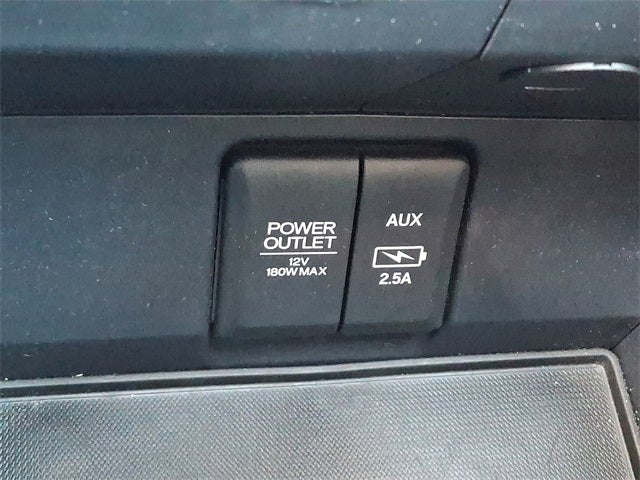 POWER
OUTLET
12V
180W MAX
AUX
2.5A